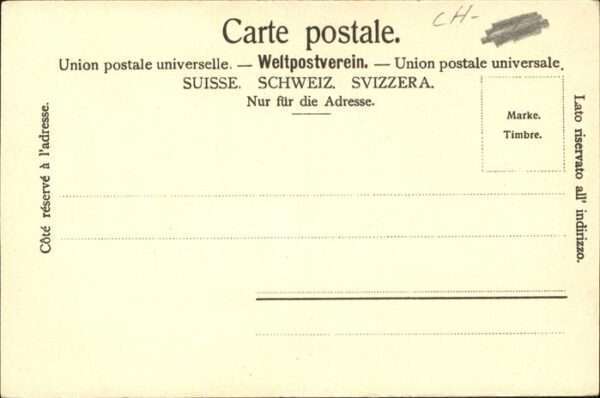 CH-
Carte postale.
Union postale universelle. — Weltpostverein. — Union postale universale.
SUISSE. SCHWEIZ. SVIZZERA.
Nur für die Adresse.
Marke.
Timbre.
Côté réservé à l'adresse.
Lato riservato all' indirizzo.